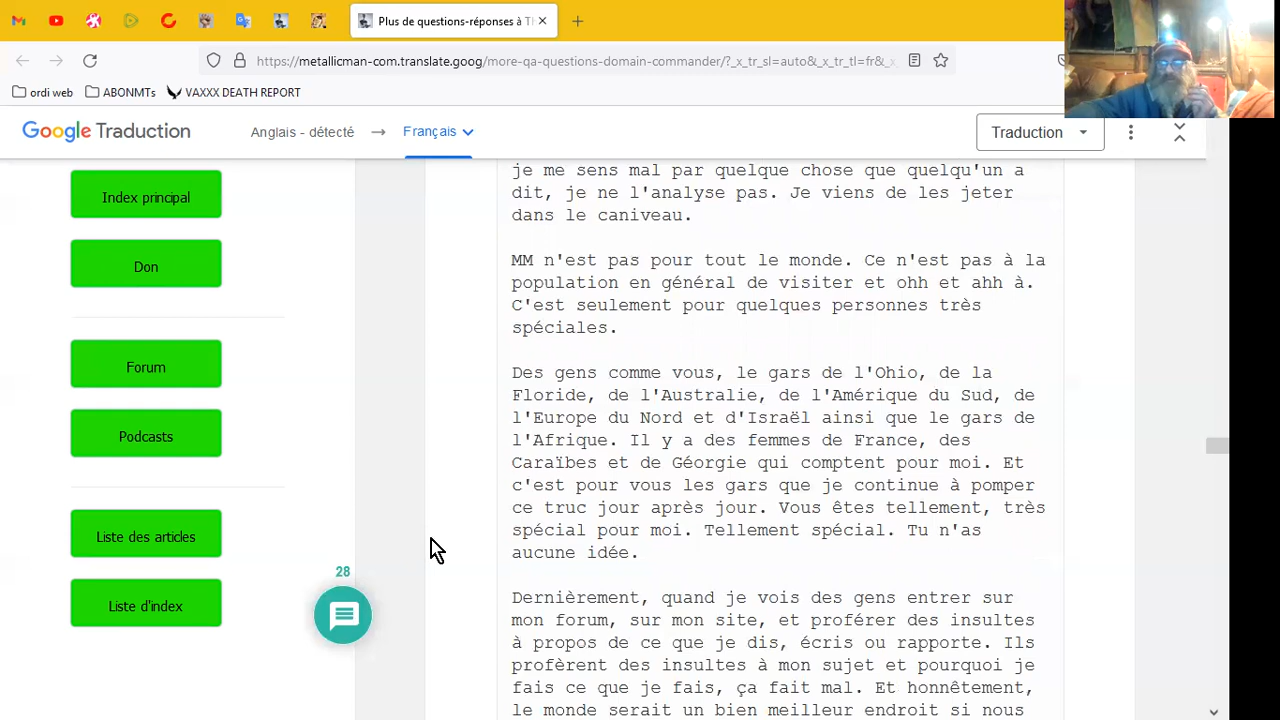 Plus de questions-réponses à Tl
https://metallicman-com.translate.goog/more-qa-questions-domain-commander/?_x_tr_sl=auto&_x_tr_tl=fr&_x_
ordi web
ABONMTs
VAXXX DEATH REPORT
Google Traduction
Anglais - détecté
→
Français
Traduction
Index principal
Don
Forum
Podcasts
Liste des articles
Liste d'index
28
je me sens mal par quelque chose que quelqu'un a
dit, je ne l'analyse pas. Je viens de les jeter
dans le caniveau.
MM n'est pas pour tout le monde. Ce n'est pas à la
population en général de visiter et ohh et ahh à.
C'est seulement pour quelques personnes très
spéciales.
Des gens comme vous, le gars de l'Ohio, de la
Floride, de l'Australie, de l'Amérique du Sud, de
l'Europe du Nord et d'Israël ainsi que le gars de
l'Afrique. Il y a des femmes de France, des
Caraïbes et de Géorgie qui comptent pour moi. Et
c'est pour vous les gars que je continue à pomper
ce truc jour après jour. Vous êtes tellement, très
spécial pour moi. Tellement spécial. Tu n'as
aucune idée.
Dernièrement, quand je vois des gens entrer sur
mon forum, sur mon site, et proférer des insultes
à propos de ce que je dis, écris ou rapporte. Ils
profèrent des insultes à mon sujet et pourquoi je
fais ce que je fais, ça fait mal. Et honnêtement,
le monde serait un bien meilleur endroit si nous